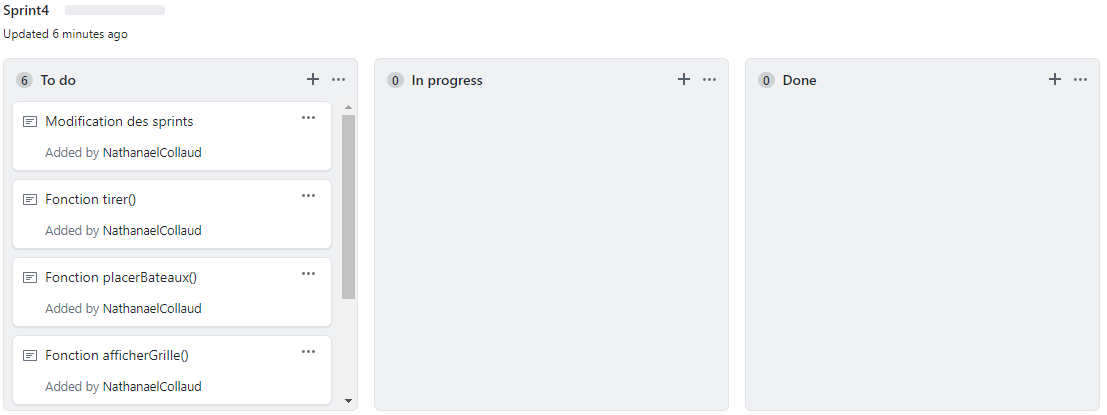 Sprint4
Updated 6 minutes ago
6 To do
Modification des sprints
Added by NathanaelCollaud
Fonction tirer()
Added by NathanaelCollaud
Fonction placerBateaux()
Added by NathanaelCollaud
Fonction afficherGrille()
Added by NathanaelCollaud
0 In progress
0 Done